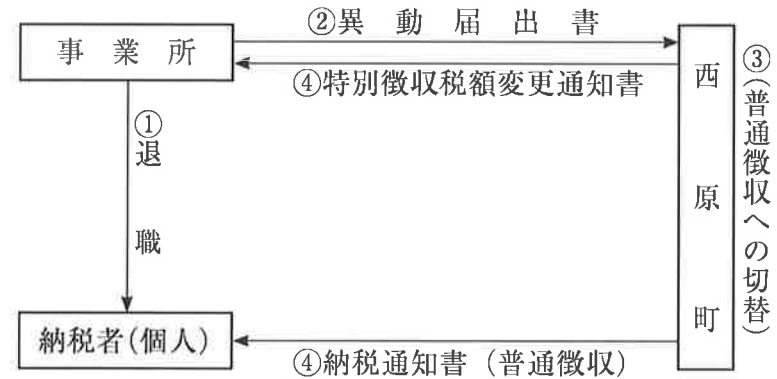 ②異動届出書
事業所
④特別徴収税額変更通知書
①退職
西原町
③(普通徴収への切替)
納税者(個人)
④納税通知書(普通徴収)